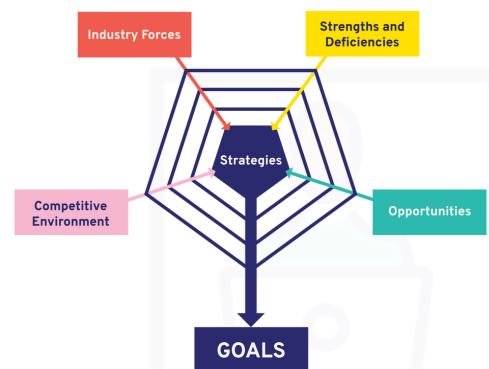 Industry Forces
Strengths and
Deficiencies
Strategies
Competitive
Environment
Opportunities
GOALS